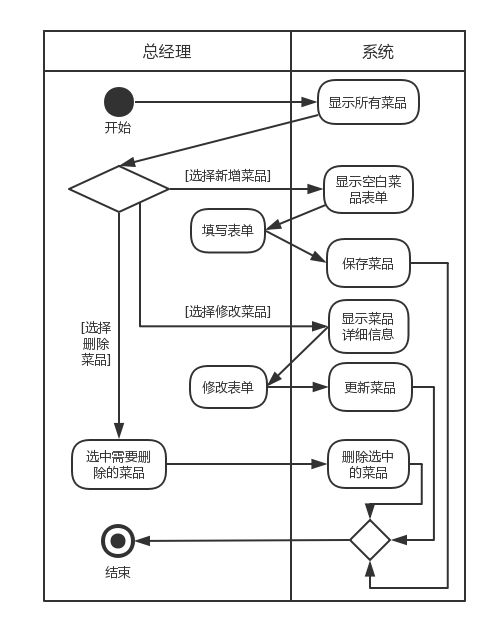 总经理
系统
显示所有菜品
开始
[选择新增菜品]
显示空白菜
品表单
填写表单
保存菜品
[选择修改菜品]
显示菜品
详细信息
[选择
删除
菜品]
修改表单
更新菜品
选中需要删
除的菜品
删除选中
的菜品
结束